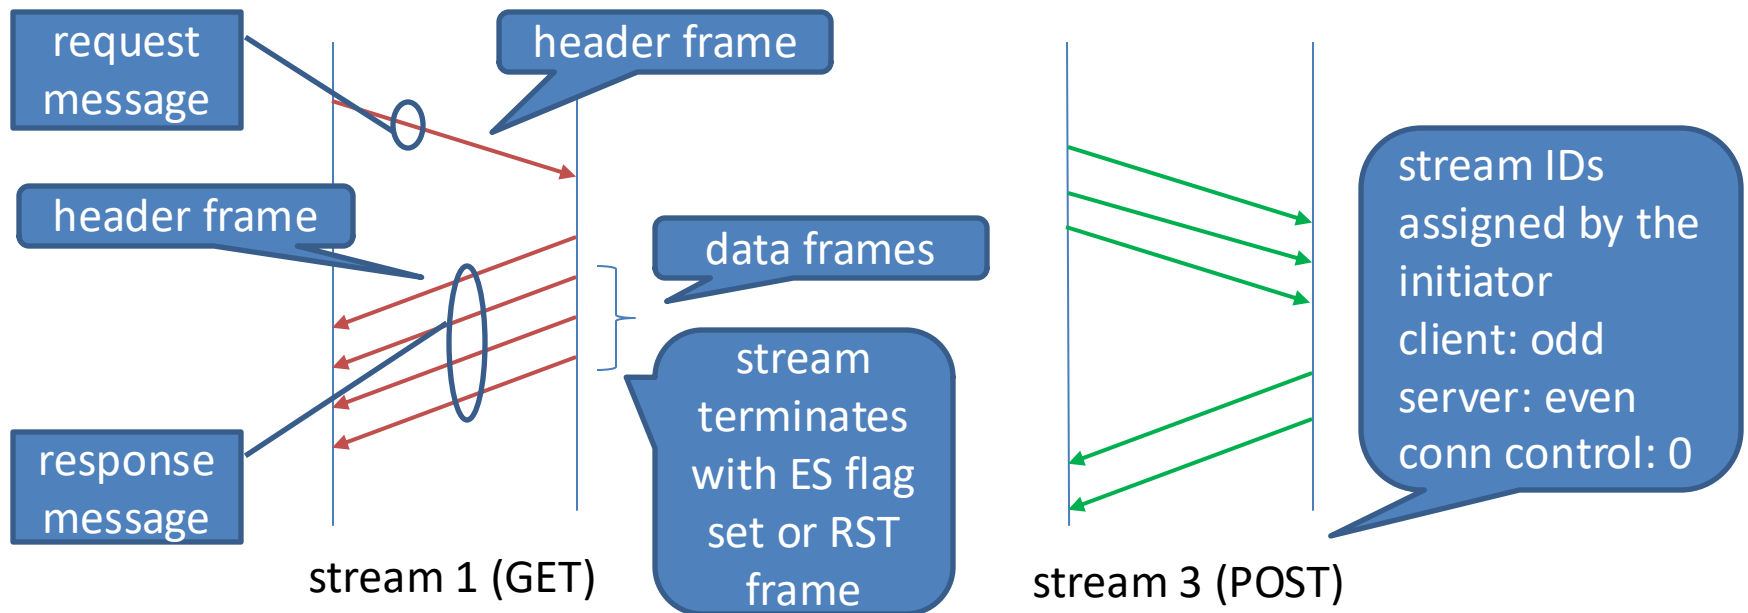 request
message
header frame
header frame
data frames
response
message
stream
terminates
with ES flag
set or RST
frame
stream 1 (GET)
stream IDs
assigned by the
initiator
client: odd
server: even
conn control: 0
stream 3 (POST)